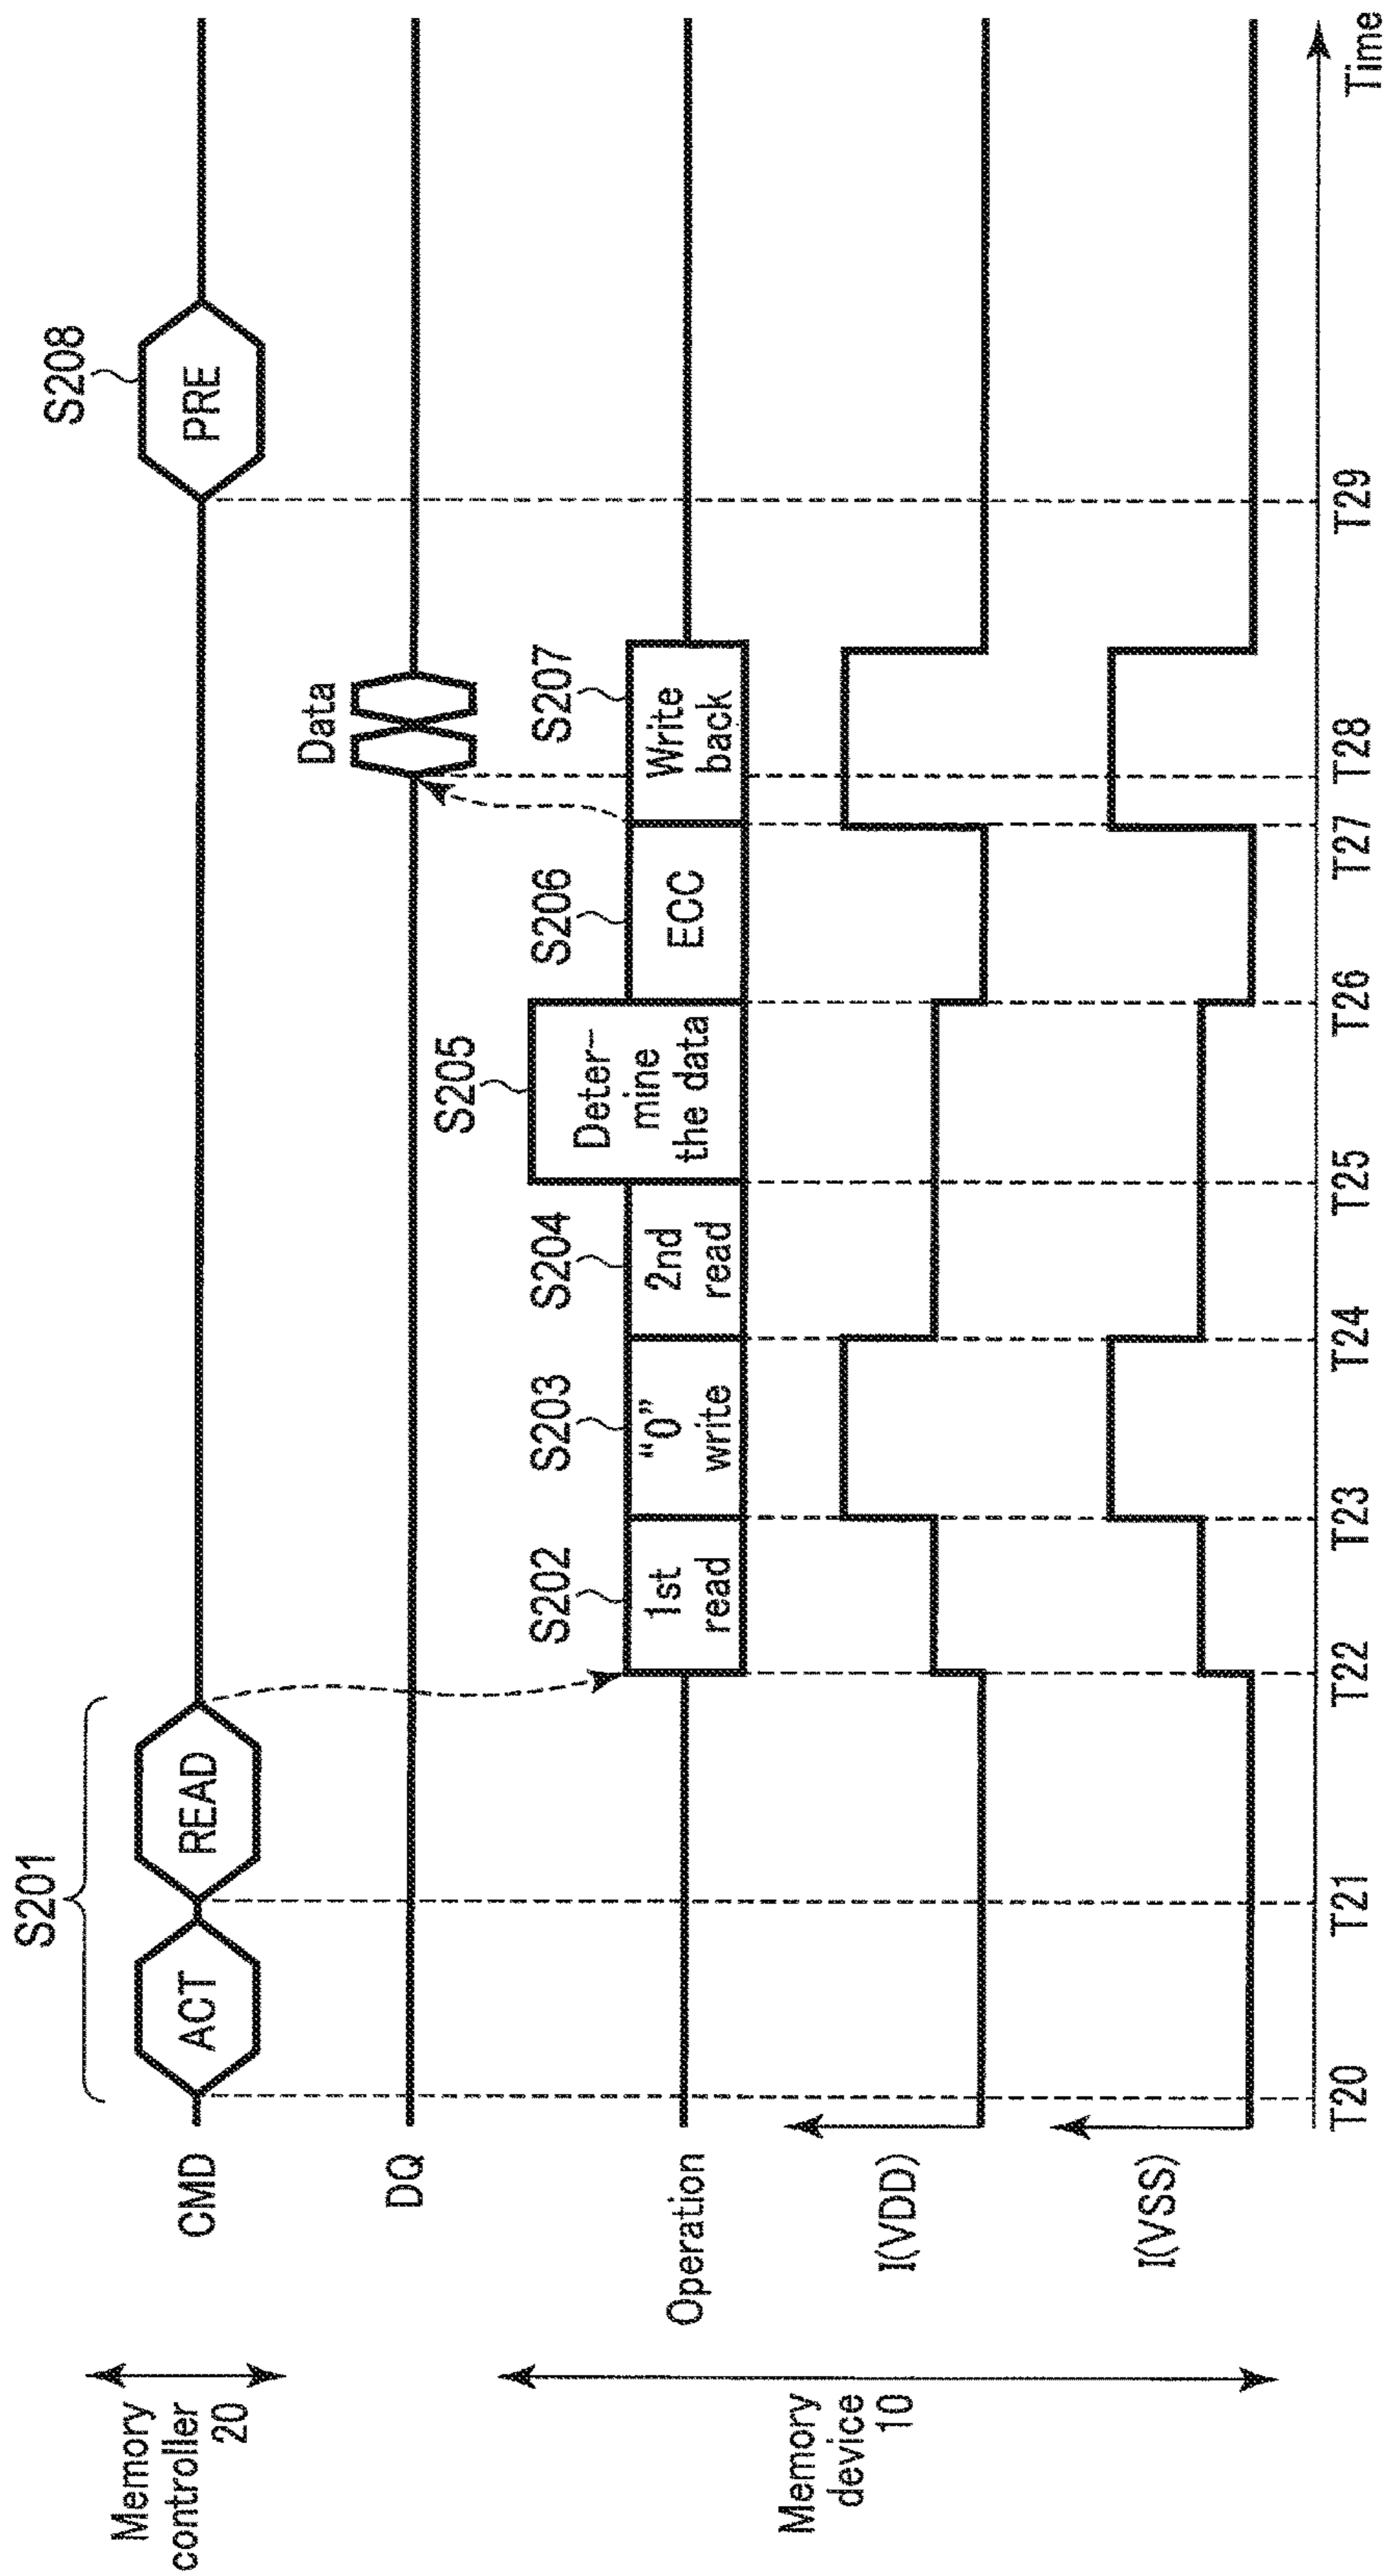 S201
S208
Memory
controller
20
CMD
ACT
READ
PRE
DQ
Data
S205
S202
S203
S204
S206
S207
Memory
device
10
Operation
1st
read
“0”
write
2nd
read
Deter-
mine
the data
ECC
Write
back
I(VDD)
I(VSS)
T20
T21
T22
T23
T24
T25
T26
T27
T28
T29
Time